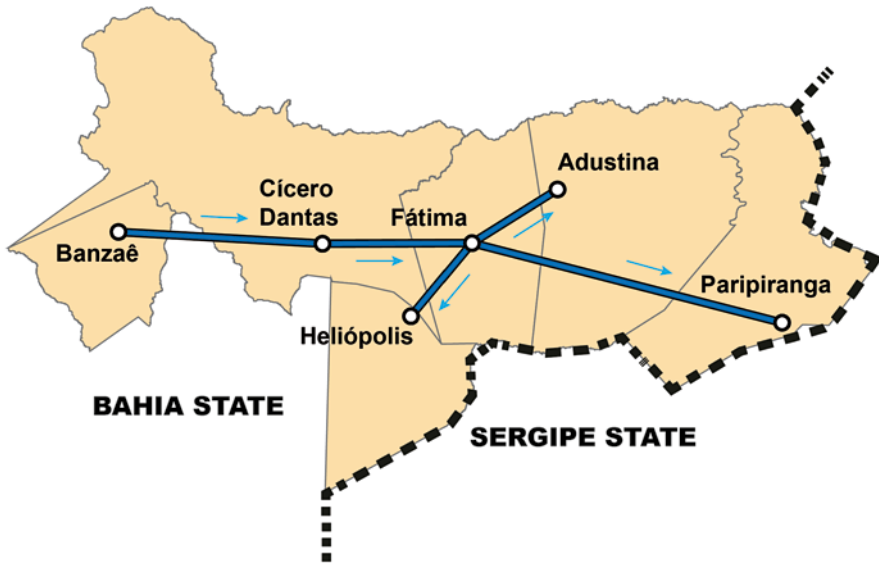 Adustina
Cícero
Dantas
Fátima
Banzaê
Paripiranga
Heliópolis
BAHIA STATE
SERGIPE STATE